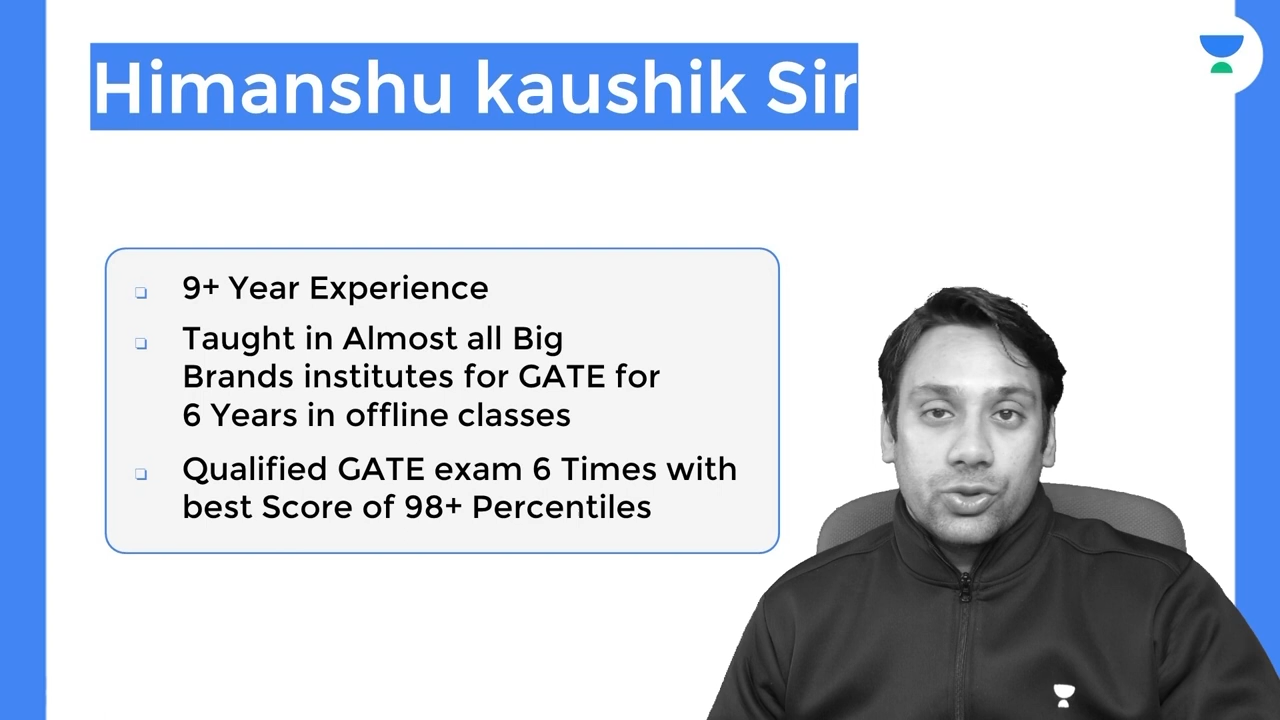 Himanshu kaushik Sir
9+ Year Experience
Taught in Almost all Big
Brands institutes for GATE for
6 Years in offline classes
Qualified GATE exam 6 Times with
best Score of 98+ Percentiles